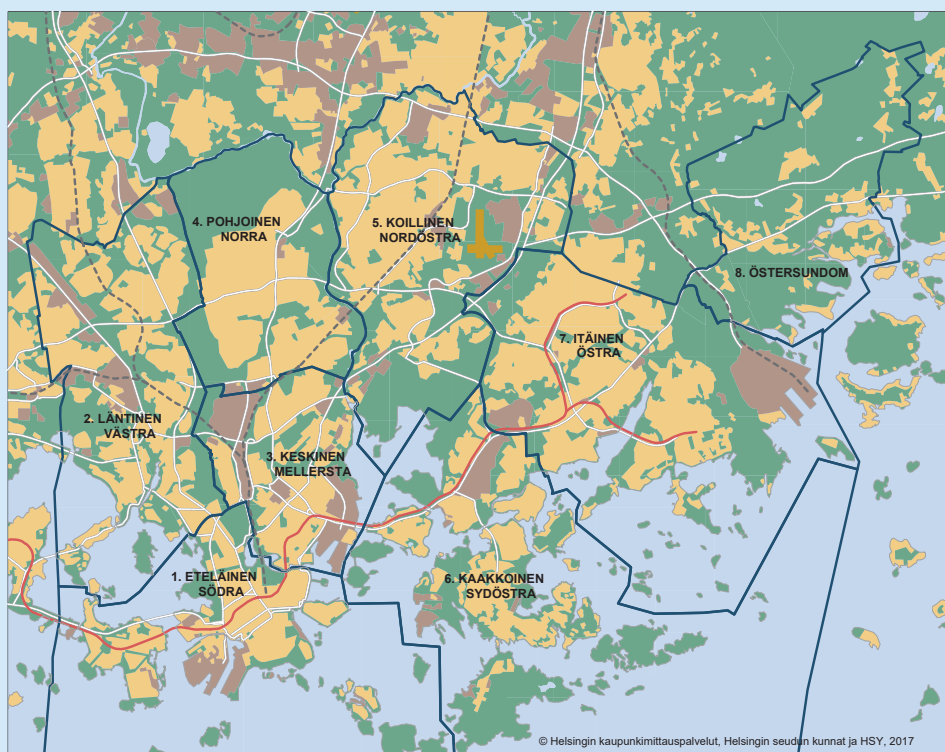 4. POHJOINEN
NORRA
5. KOILLINEN
NORDÖSTRA
8. ÖSTERSUNDOM
7. ITÄINEN
ÖSTRA
2. LÄNTINEN
VÄSTRA
3. KESKINEN
MELLERSTA
1. ETELÄINEN
SÖDRA
6. KAAKKOINEN
SYDÖSTRA
© Helsingin kaupunkimittauspalvelut, Helsingin seudun kunnat ja HSY, 2017